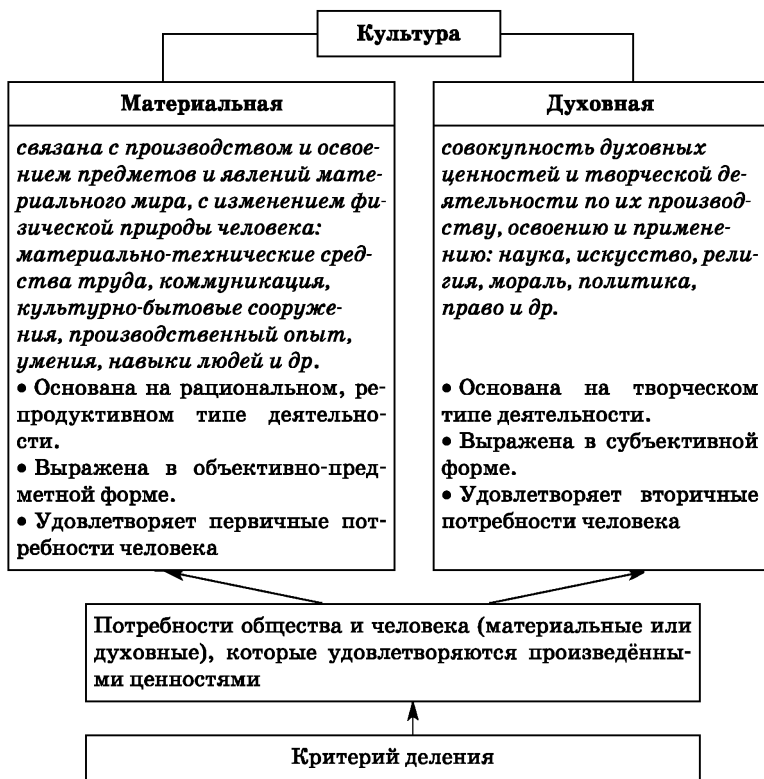 Культура
Материальная
связана с производством и освое-
нием предметов и явлений мате-
риального мира, с изменением фи-
зической природы человека:
материально-технические сред-
ства труда, коммуникация,
культурно-бытовые сооруже-
ния, производственный опыт,
умения, навыки людей и др.
• Основана на рациональном, ре-
продуктивном типе деятельно-
сти.
• Выражена в объективно-пред-
метной форме.
• Удовлетворяет первичные пот-
ребности человека
Духовная
совокупность духовных
ценностей и творческой де-
ятельности по их производ-
ству, освоению и примене-
нию: наука, искусство, рели-
гия, мораль, политика,
право и др.
• Основана на творческом
типе деятельности.
• Выражена в субъективной
форме.
• Удовлетворяет вторичные
потребности человека
Потребности общества и человека (материальные или
духовные), которые удовлетворяются произведённы-
ми ценностями
Критерий деления